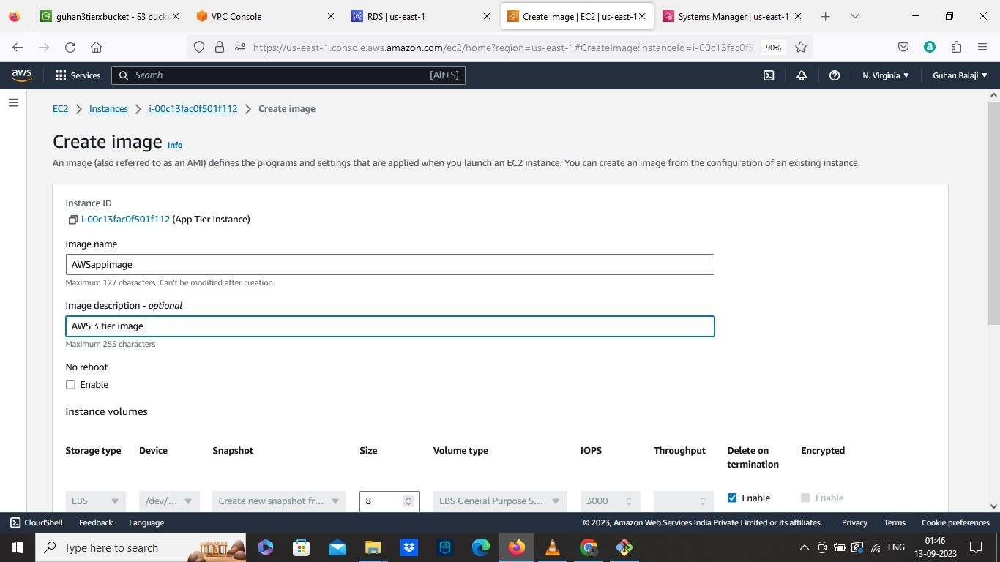 guhan3tierxbucket - S3 bucke
VPC Console
RDS | us-east-1
Create Image | EC2 | us-east-1
Systems Manager | us-east-1
https://us-east-1.console.aws.amazon.com/ec2/home?region=us-east-1#CreateImage:instanceId=i-00c13fac0f5
90%
aws
Services
Search
[Alt+S]
N. Virginia
Guhan Balaji
EC2
Instances
i-00c13fac0f501f112
Create image
Create image Info
An image (also referred to as an AMI) defines the programs and settings that are applied when you launch an EC2 instance. You can create an image from the configuration of an existing instance.
Instance ID
i-00c13fac0f501f112 (App Tier Instance)
Image name
AWSappimage
Maximum 127 characters. Can't be modified after creation.
Image description - optional
AWS 3 tier image
Maximum 255 characters
No reboot
Enable
Instance volumes
Storage type Device Snapshot Size Volume type IOPS Throughput Delete on termination Encrypted
EBS /dev/... Create new snapshot fr... 8 EBS General Purpose S... 3000 Enable Enable
CloudShell Feedback Language
© 2023, Amazon Web Services India Private Limited or its affiliates. Privacy Terms Cookie preferences
Type here to search
ENG
01:46
13-09-2023